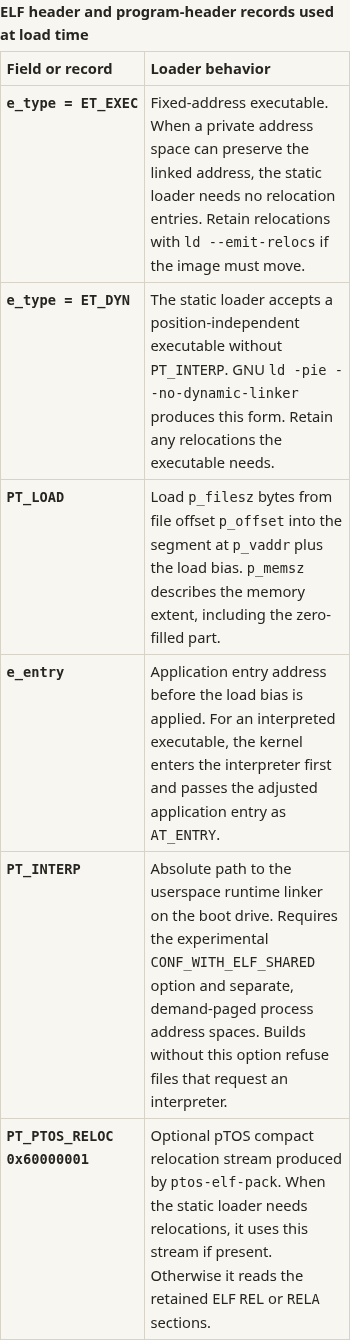 ELF header and program-header records used
at load time
Field or record
Loader behavior
e_type = ET_EXEC
Fixed-address executable.
When a private address
space can preserve the
linked address, the static
loader needs no relocation
entries. Retain relocations
with ld --emit-relocs if
the image must move.
e_type = ET_DYN
The static loader accepts a
position-independent
executable without
PT_INTERP. GNU ld -pie -
-no-dynamic-linker
produces this form. Retain
any relocations the
executable needs.
PT_LOAD
Load p_filesz bytes from
file offset p_offset into the
segment at p_vaddr plus
the load bias. p_memsz
describes the memory
extent, including the zero-
filled part.
e_entry
Application entry address
before the load bias is
applied. For an interpreted
executable, the kernel
enters the interpreter first
and passes the adjusted
application entry as
AT_ENTRY.
PT_INTERP
Absolute path to the
userspace runtime linker
on the boot drive. Requires
the experimental
CONF_WITH_ELF_SHARED
option and separate,
demand-paged process
address spaces. Builds
without this option refuse
files that request an
interpreter.
PT_PTOS_RELOC
0x60000001
Optional pTOS compact
relocation stream produced
by ptos-elf-pack. When
the static loader needs
relocations, it uses this
stream if present.
Otherwise it reads the
retained ELF REL or RELA
sections.